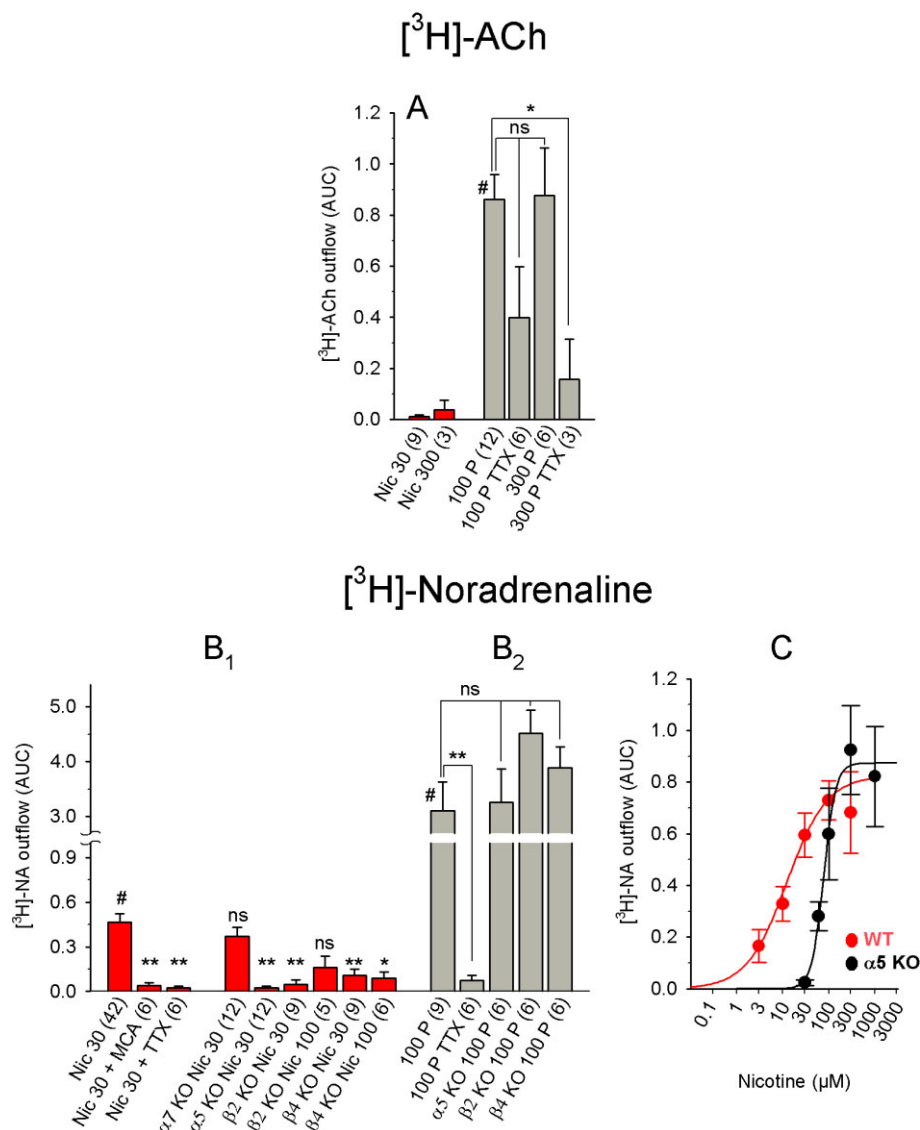 [³H]-ACh
A
[³H]-ACh outflow (AUC)
1.2
1.0
0.8
0.6
0.4
0.2
0.0
*
ns
#
Nic 30 (9)
Nic 300 (3)
100 P (12)
100 P TTX (6)
300 P (6)
300 P TTX (3)
[³H]-Noradrenaline
B₁
[³H]-NA outflow (AUC)
5.0
4.0
3.0
0.9
0.6
0.3
0.0
#
**
**
ns
**
**
ns
**
*
Nic 30 (42)
Nic 30 + MCA (6)
Nic 30 + TTX (6)
α7 KO Nic 30 (12)
α5 KO Nic 30 (12)
β2 KO Nic 30 (9)
β2 KO Nic 100 (5)
β4 KO Nic 30 (9)
β4 KO Nic 100 (6)
B₂
ns
**
#
100 P (9)
100 P TTX (6)
α5 KO 100 P (6)
β2 KO 100 P (6)
β4 KO 100 P (6)
C
[³H]-NA outflow (AUC)
1.2
1.0
0.8
0.6
0.4
0.2
0.0
WT
α5 KO
0.1
1
3
10
30
100
300
1000
3000
Nicotine (µM)